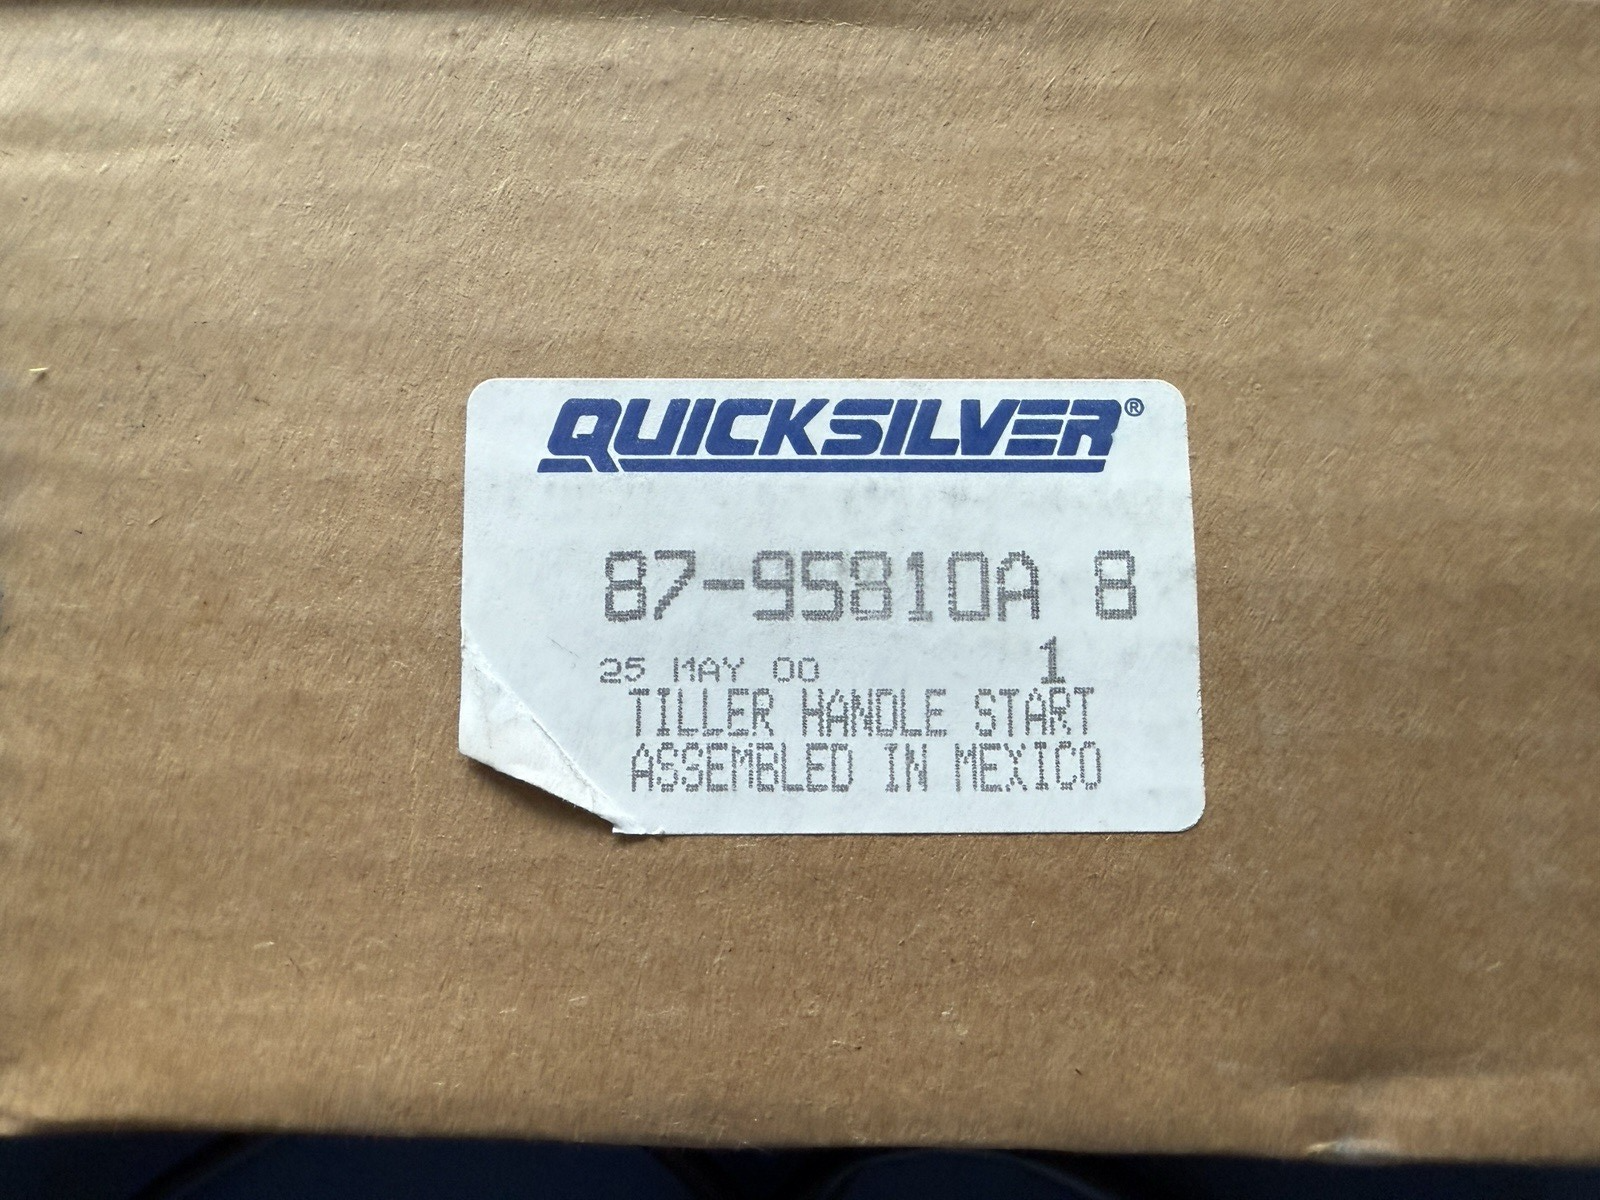 QUICKSILVER®
87-95810A 8
25 MAY 00 1
TILLER HANDLE START
ASSEMBLED IN MEXICO